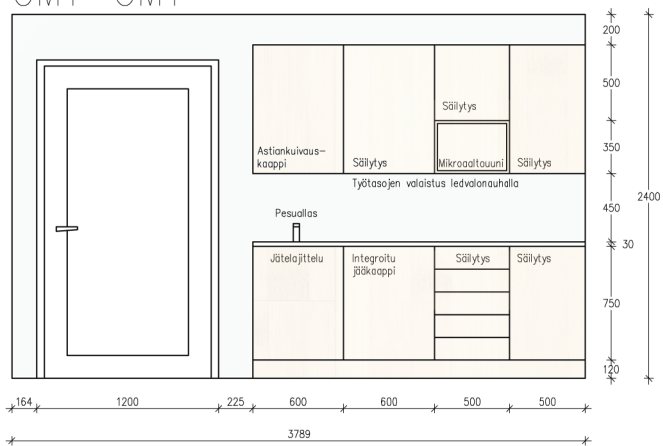 200
500
Säilytys
350
Astiankuivaus-
kaappi
Säilytys
Mikroaaltouuni
Säilytys
Työtasojen valaistus ledvalonauhalla
2400
450
Pesuallas
30
Jätelajittelu
Integroitu
jääkaappi
Säilytys
Säilytys
750
120
164
1200
225
600
600
500
500
3789